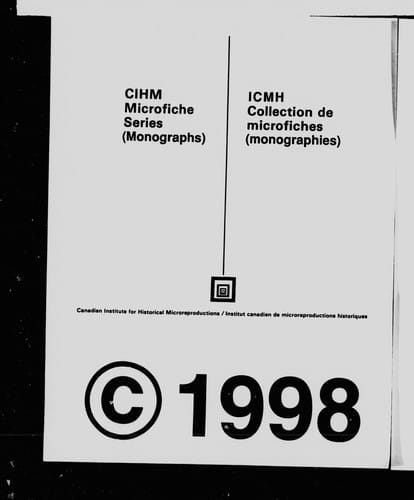 CIHM
Microfiche
Series
(Monographs)
ICMH
Collection de
microfiches
(monographies)
Canadian Institute for Historical Microreproductions / Institut canadien de microreproductions historiques
© 1998